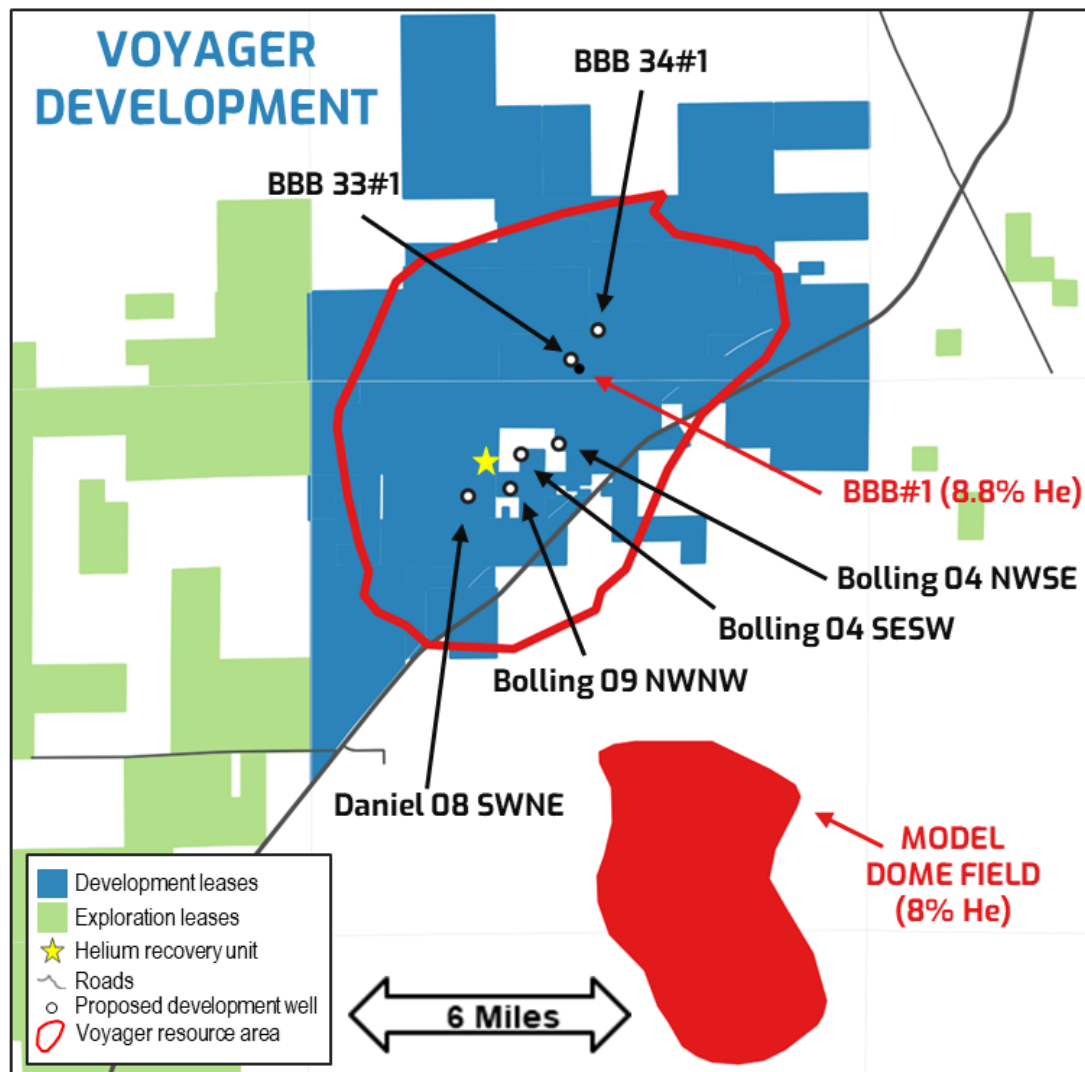 VOYAGER
DEVELOPMENT
BBB 34#1
BBB 33#1
BBB#1 (8.8% He)
Bolling 04 NWSE
Bolling 04 SESW
Bolling 09 NWNW
Daniel 08 SWNE
MODEL
DOME FIELD
(8% He)
Development leases
Exploration leases
Helium recovery unit
Roads
Proposed development well
Voyager resource area
6 Miles